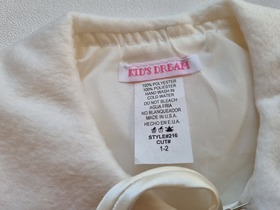 KID'S DREAM
100% POLYESTER
100% POLIESTER
HAND WASH IN
COLD WATER
DO NOT BLEACH
AGUA FRIA
NO BLANQUEADOR
MADE IN U.S.A.
HECHO EN E.U.A.
STYLE#216
CUT#
1-2